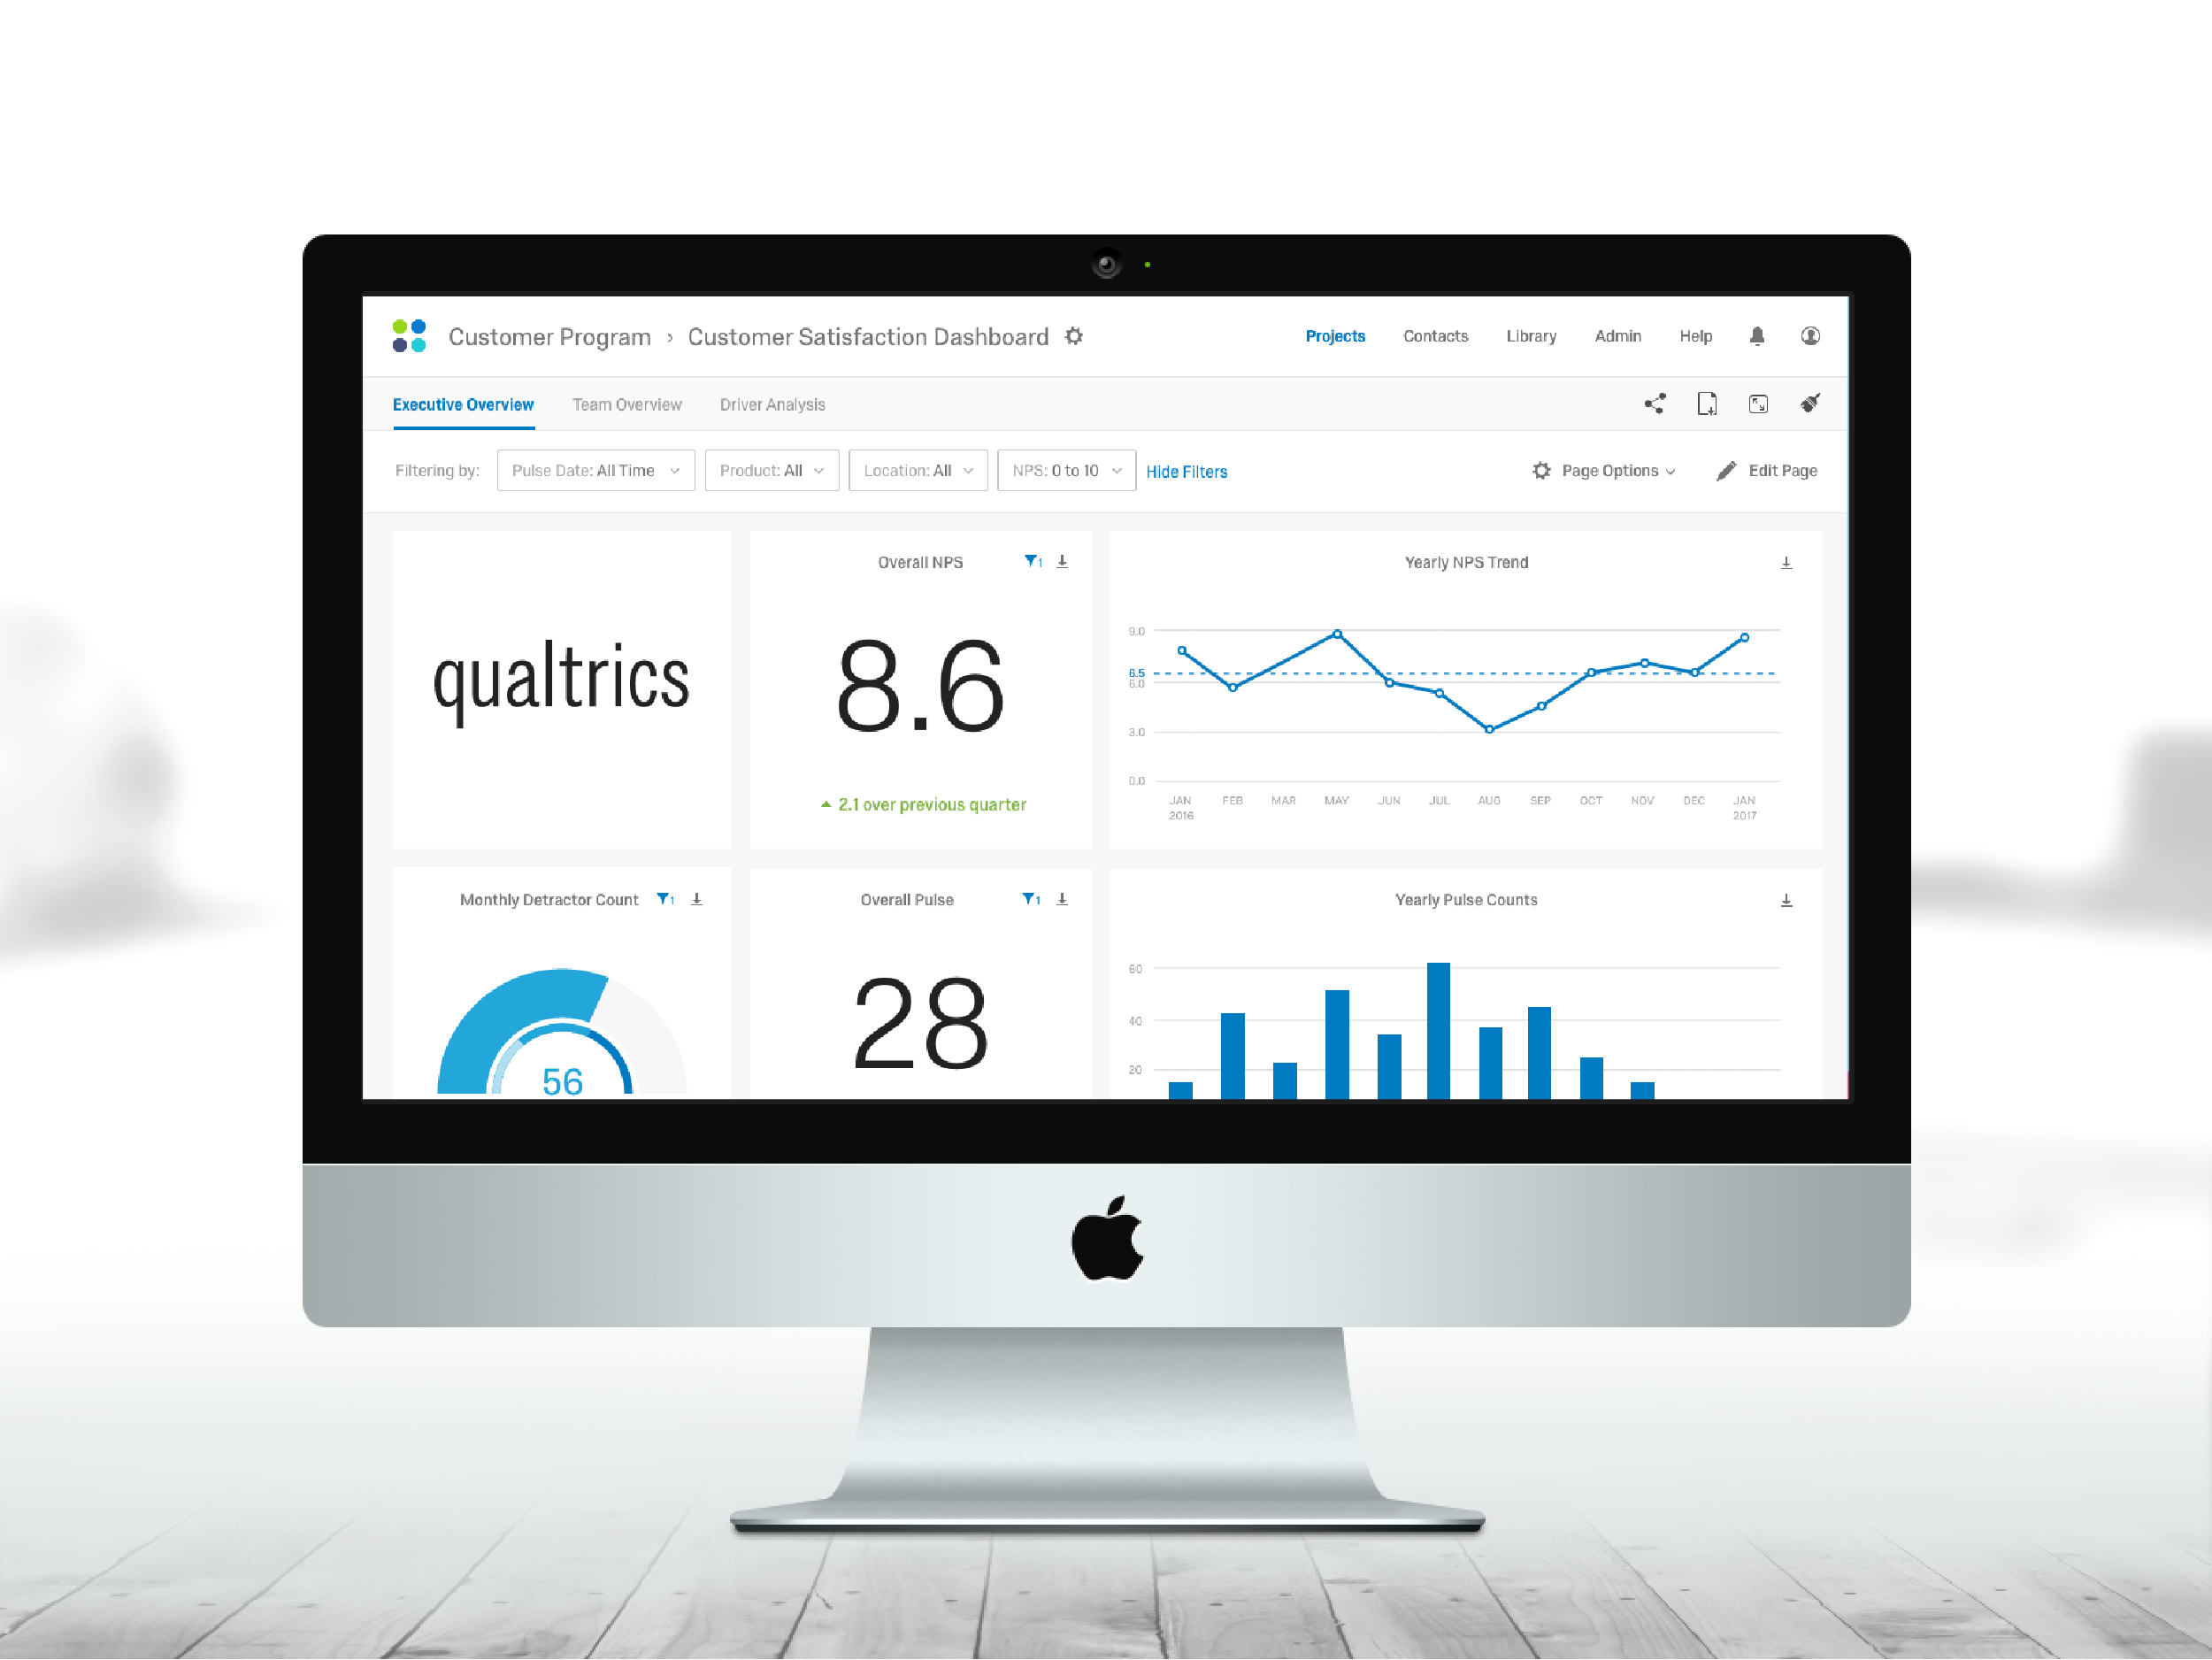 Customer Program › Customer Satisfaction Dashboard
Projects Contacts Library Admin Help
Executive Overview Team Overview Driver Analysis
Filtering by: Pulse Date: All Time Product: All Location: All NPS: 0 to 10 Hide Filters Page Options Edit Page
qualtrics
Overall NPS 1
8.6
2.1 over previous quarter
Yearly NPS Trend
9.0
6.5
6.0
3.0
0.0
JAN FEB MAR MAY JUN JUL AUG SEP OCT NOV DEC JAN
2016 2017
Monthly Detractor Count 1
56
Overall Pulse 1
28
Yearly Pulse Counts
60
40
20